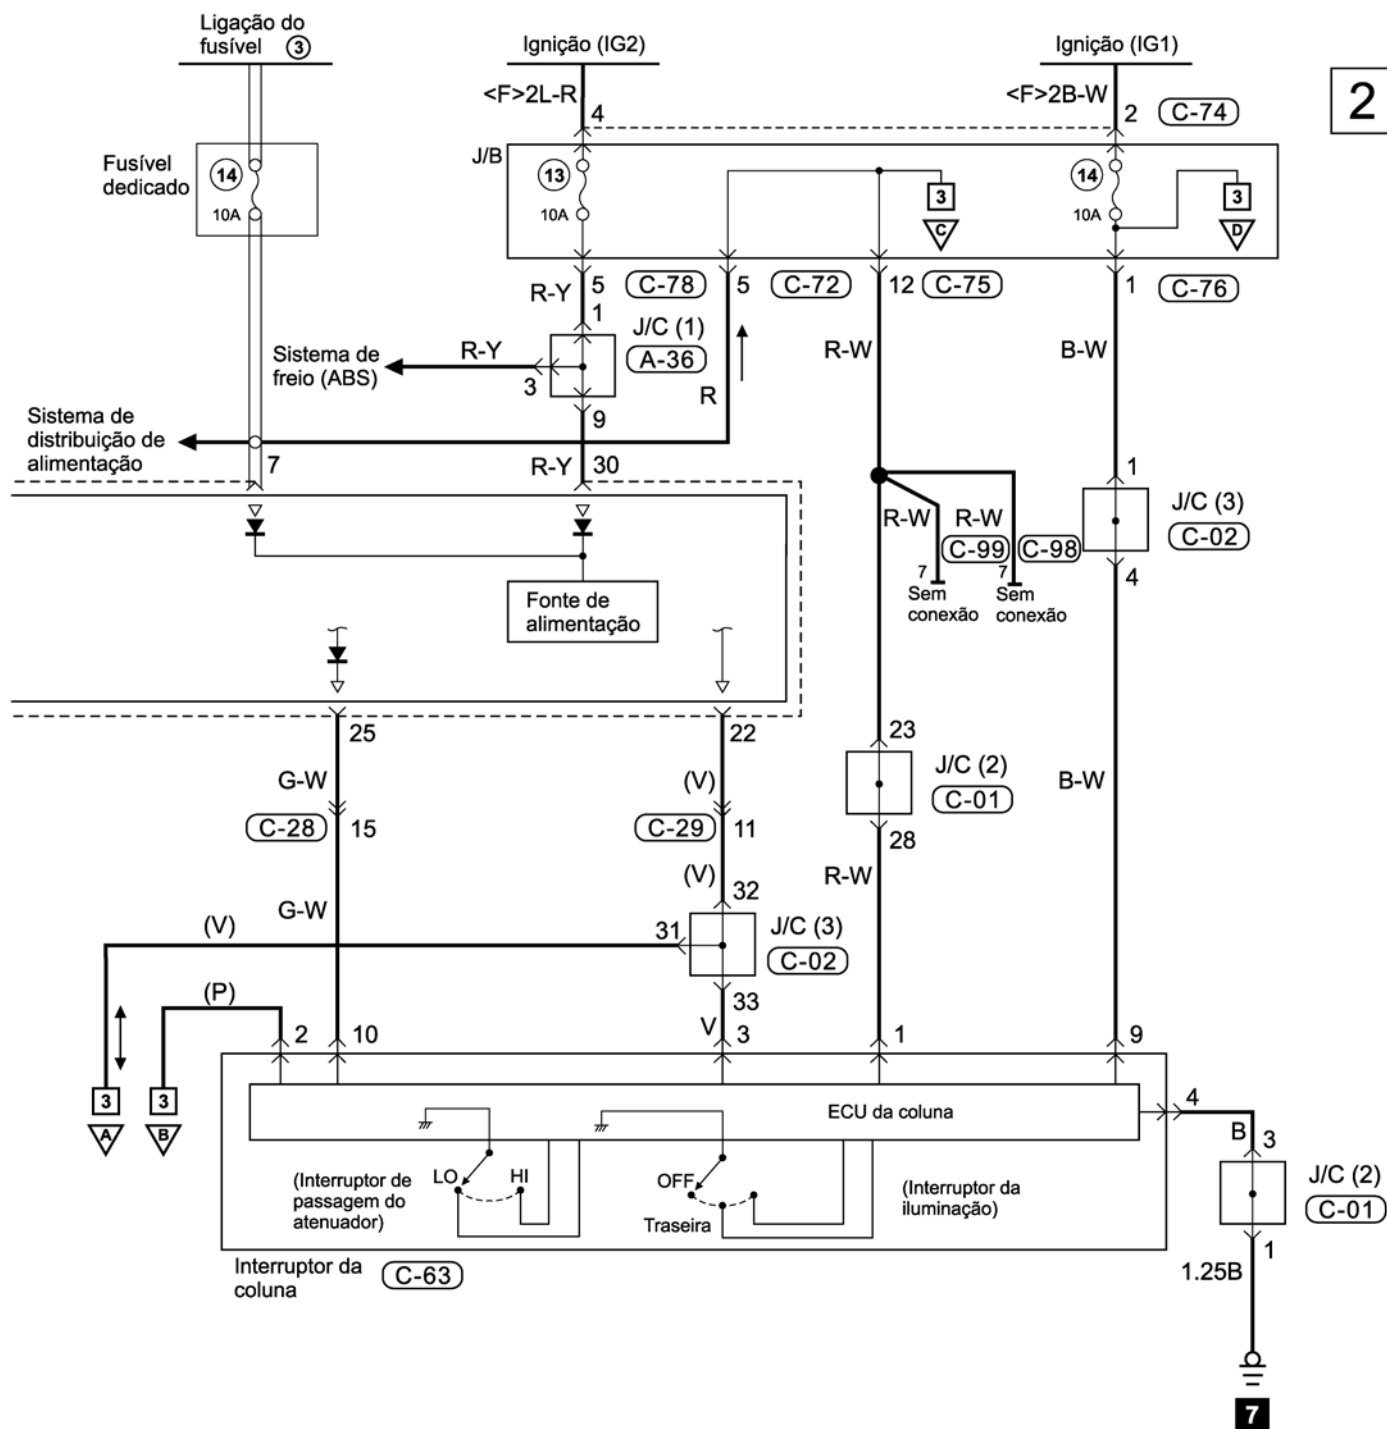 Ligação do
fusível 3
Ignição (IG2)
Ignição (IG1)
2
<F>2L-R
<F>2B-W
4
2
C-74
J/B
Fusível
dedicado
14
10A
13
10A
3
C
14
10A
3
D
5
C-78
5
C-72
12
C-75
1
C-76
R-Y
1
J/C (1)
A-36
Sistema de
freio (ABS)
R-Y
3
R-W
B-W
R
9
Sistema de
distribuição de
alimentação
7
R-Y
30
1
J/C (3)
C-02
4
R-W
R-W
C-99
C-98
7
7
Sem
conexão
Sem
conexão
Fonte de
alimentação
25
22
23
J/C (2)
C-01
28
G-W
(V)
B-W
C-28
15
C-29
11
(V)
32
R-W
G-W
(V)
31
J/C (3)
C-02
33
(P)
2
10
V
3
1
9
3
A
3
B
ECU da coluna
4
B
3
J/C (2)
C-01
1
1.25B
7
(Interruptor de
passagem do
atenuador)
LO
HI
OFF
Traseira
(Interruptor da
iluminação)
Interruptor da
coluna
C-63